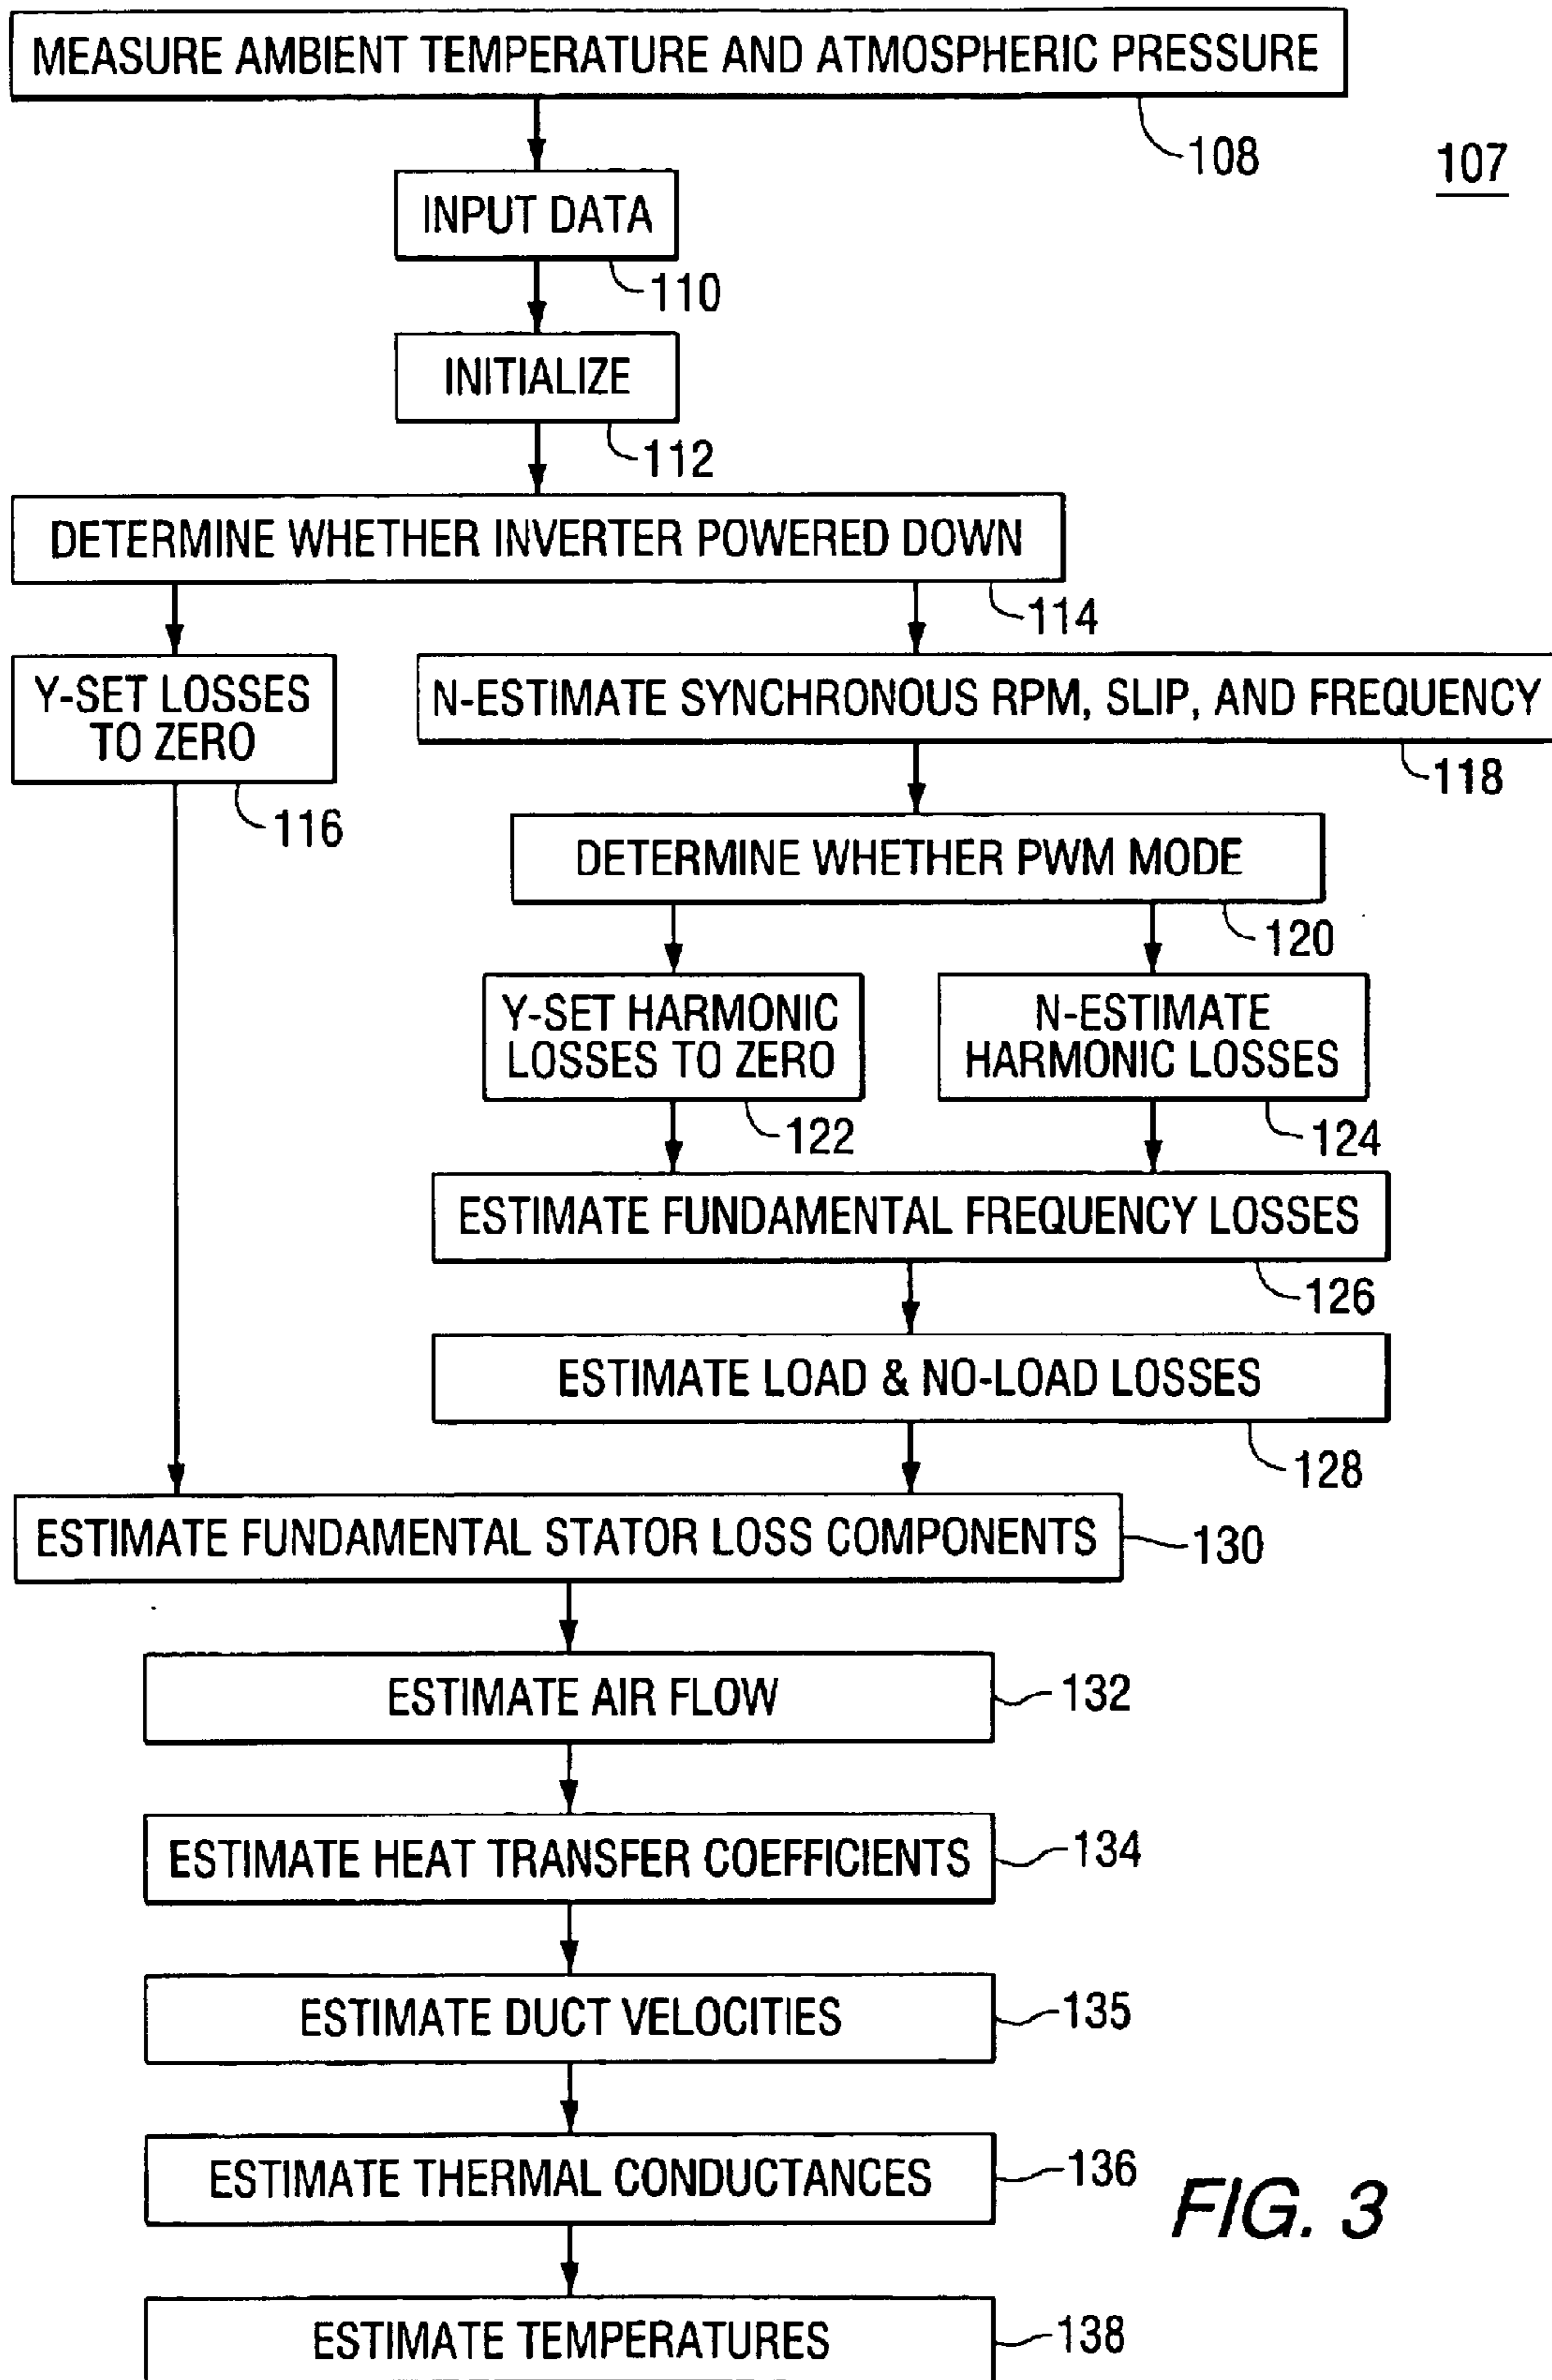 MEASURE AMBIENT TEMPERATURE AND ATMOSPHERIC PRESSURE
108
107
INPUT DATA
110
INITIALIZE
112
DETERMINE WHETHER INVERTER POWERED DOWN
114
Y-SET LOSSES
TO ZERO
116
N-ESTIMATE SYNCHRONOUS RPM, SLIP, AND FREQUENCY
118
DETERMINE WHETHER PWM MODE
120
Y-SET HARMONIC
LOSSES TO ZERO
122
N-ESTIMATE
HARMONIC LOSSES
124
ESTIMATE FUNDAMENTAL FREQUENCY LOSSES
126
ESTIMATE LOAD & NO-LOAD LOSSES
128
ESTIMATE FUNDAMENTAL STATOR LOSS COMPONENTS
130
ESTIMATE AIR FLOW
132
ESTIMATE HEAT TRANSFER COEFFICIENTS
134
ESTIMATE DUCT VELOCITIES
135
ESTIMATE THERMAL CONDUCTANCES
136
FIG. 3
ESTIMATE TEMPERATURES
138